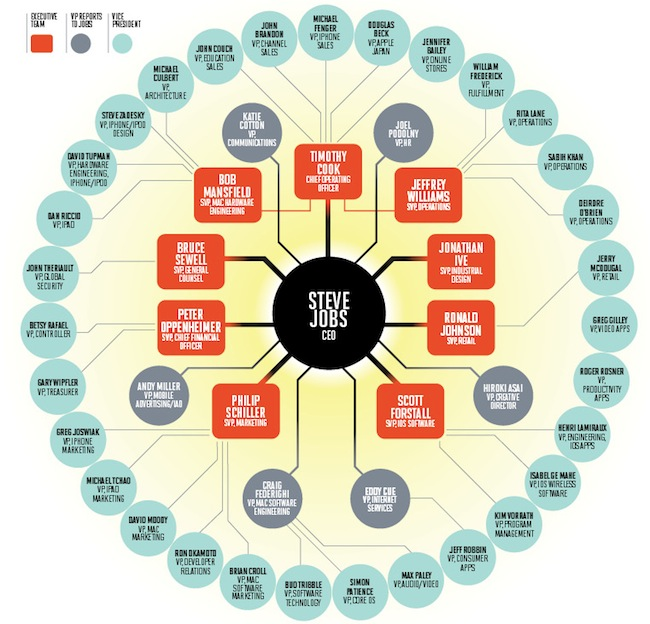 EXECUTIVE
TEAM
VP REPORTS
TO JOBS
VICE
PRESIDENT
MICHAEL
FENGER
VP, IPHONE
SALES
DOUGLAS
BECK
VP, APPLE
JAPAN
JENNIFER
BAILEY
VP, ONLINE
STORES
WILLIAM
FREDERICK
VP,
FULFILLMENT
RITA LANE
VP, OPERATIONS
SABIH KHAN
VP, OPERATIONS
DEIRDRE
O'BRIEN
VP, OPERATIONS
JERRY
MCDOUGAL
VP, RETAIL
GREG GILLEY
VP, VIDEO APPS
ROGER ROSNER
VP,
PRODUCTIVITY
APPS
HENRI LAMIRAUX
VP, ENGINEERING,
IOS APPS
ISABEL GE MAHE
VP, IOS WIRELESS
SOFTWARE
KIM VORRATH
VP, PROGRAM
MANAGEMENT
JEFF ROBBIN
VP, CONSUMER
APPS
MAX PALEY
VP, AUDIO/VIDEO
SIMON
PATIENCE
VP, CORE OS
BUD TRIBBLE
VP, SOFTWARE
TECHNOLOGY
BRIAN CROLL
VP, MAC
SOFTWARE
MARKETING
RON OKAMOTO
VP, DEVELOPER
RELATIONS
DAVID MOODY
VP, MAC
MARKETING
MICHAEL TCHAO
VP, IPAD
MARKETING
GREG JOSWIAK
VP, IPHONE
MARKETING
GARY WIPFLER
VP, TREASURER
BETSY RAFAEL
VP, CONTROLLER
JOHN THERIAULT
VP, GLOBAL
SECURITY
DAN RICCIO
VP, IPAD
DAVID TUPMAN
VP, HARDWARE
ENGINEERING,
IPHONE/IPOD
STEVE ZADESKY
VP, IPHONE/IPOD
DESIGN
MICHAEL
CULBERT
VP,
ARCHITECTURE
JOHN COUCH
VP, EDUCATION
SALES
JOHN
BRANDON
VP, CHANNEL
SALES
KATIE
COTTON
VP,
COMMUNICATIONS
JOEL
PODOLNY
VP, HR
TIMOTHY
COOK
CHIEF OPERATING
OFFICER
BOB
MANSFIELD
SVP, MAC HARDWARE
ENGINEERING
JEFFREY
WILLIAMS
SVP, OPERATIONS
BRUCE
SEWELL
SVP, GENERAL
COUNSEL
JONATHAN
IVE
SVP, INDUSTRIAL
DESIGN
STEVE
JOBS
CEO
PETER
OPPENHEIMER
SVP, CHIEF FINANCIAL
OFFICER
RONALD
JOHNSON
SVP, RETAIL
ANDY MILLER
VP, MOBILE
ADVERTISING/IAD
PHILIP
SCHILLER
SVP, MARKETING
SCOTT
FORSTALL
SVP, IOS SOFTWARE
HIROKI ASAI
VP, CREATIVE
DIRECTOR
CRAIG
FEDERIGHI
VP, MAC SOFTWARE
ENGINEERING
EDDY CUE
VP, INTERNET
SERVICES